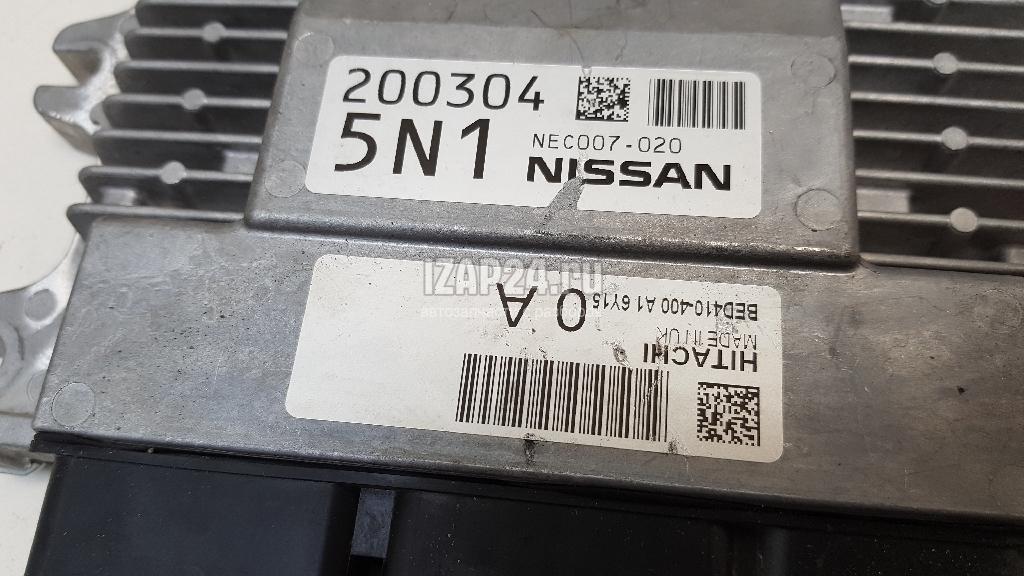 200304
5N1
NEC007-020
NISSAN
IZAP24.ru
0 A
BED410-400 A1 6Y15
MADE IN UK
HITACHI